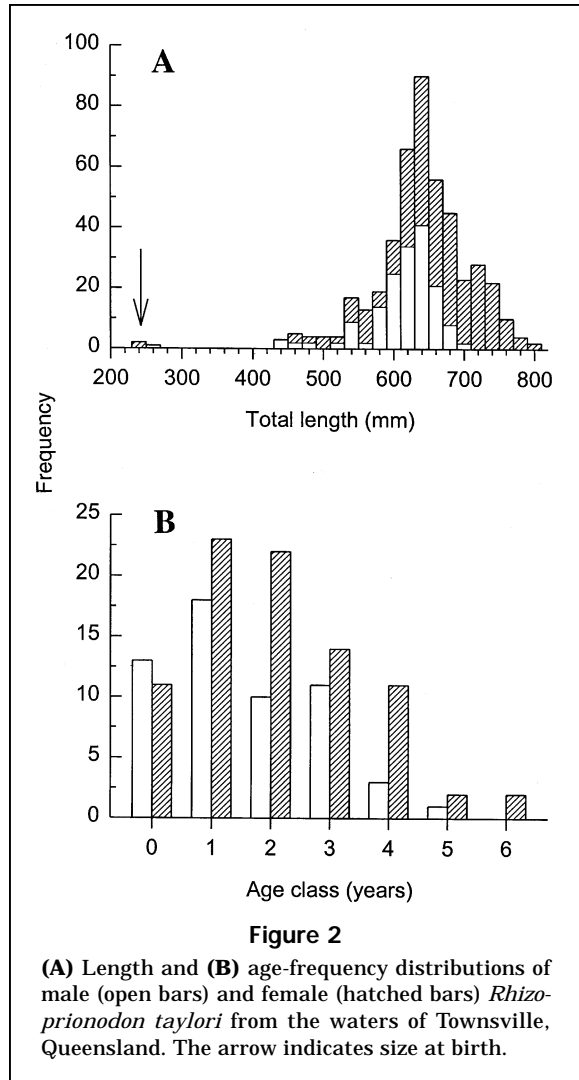 100
A
80
60
40
20
0
200 300 400 500 600 700 800
Total length (mm)
Frequency
25
B
20
15
10
5
0
0 1 2 3 4 5 6
Age class (years)
Figure 2
(A) Length and (B) age-frequency distributions of
male (open bars) and female (hatched bars) Rhizo-
prionodon taylori from the waters of Townsville,
Queensland. The arrow indicates size at birth.